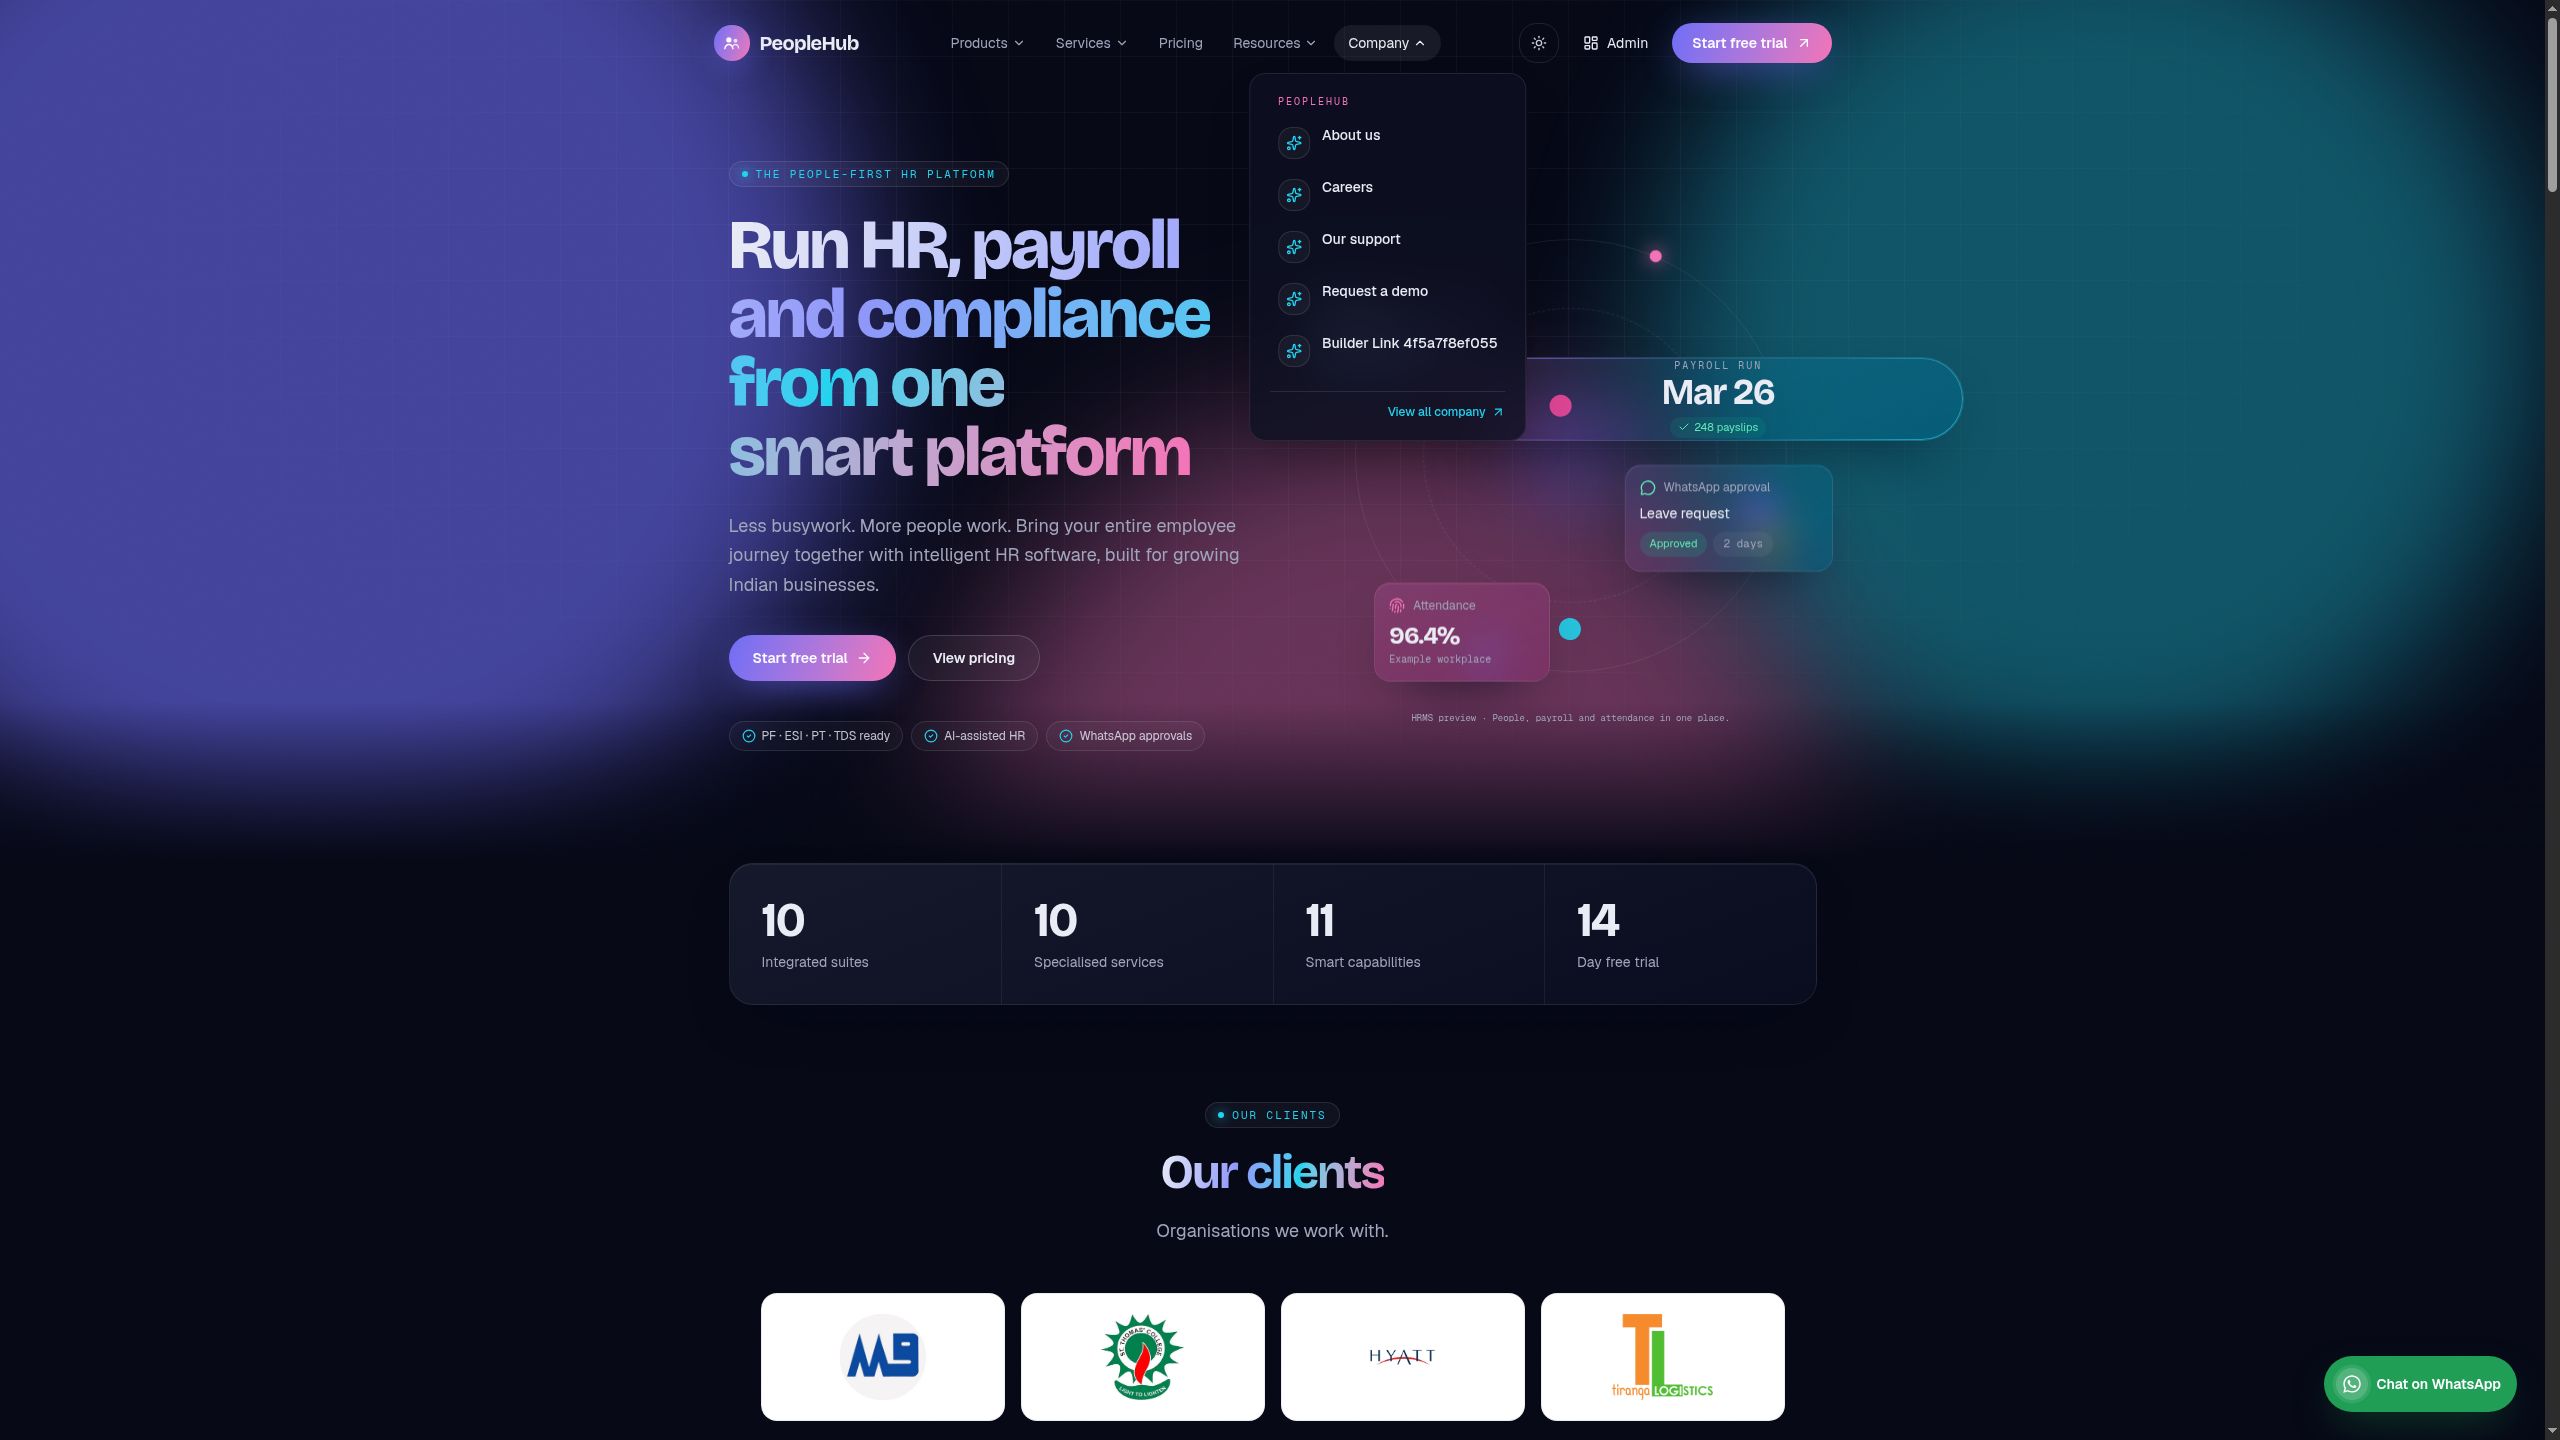 PeopleHub
Products
Services
Pricing
Resources
Company
Admin
Start free trial
PEOPLEHUB
About us
Careers
Our support
Request a demo
Builder Link 4f5a7f8ef055
View all company
THE PEOPLE-FIRST HR PLATFORM
Run HR, payroll
and compliance
from one
smart platform
Less busywork. More people work. Bring your entire employee
journey together with intelligent HR software, built for growing
Indian businesses.
Start free trial
View pricing
PF · ESI · PT · TDS ready
AI-assisted HR
WhatsApp approvals
PAYROLL RUN
Mar 26
248 payslips
WhatsApp approval
Leave request
Approved
2 days
Attendance
96.4%
Example workplace
HRMS preview · People, payroll and attendance in one place.
10
Integrated suites
10
Specialised services
11
Smart capabilities
14
Day free trial
OUR CLIENTS
Our clients
Organisations we work with.
ST. THOMAS' COLLEGE
LIGHT TO LIGHTEN
HYATT
tiranga LOGISTICS
Chat on WhatsApp